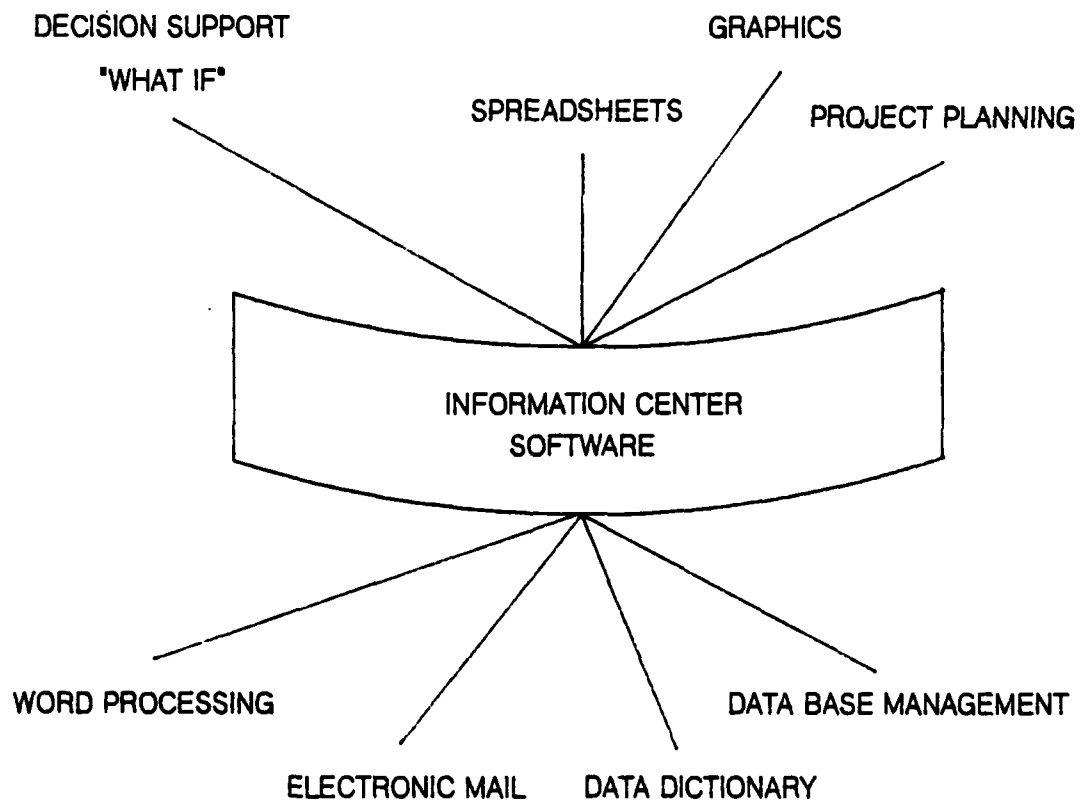 DECISION SUPPORT
"WHAT IF"
GRAPHICS
SPREADSHEETS
PROJECT PLANNING
INFORMATION CENTER
SOFTWARE
WORD PROCESSING
DATA BASE MANAGEMENT
ELECTRONIC MAIL
DATA DICTIONARY